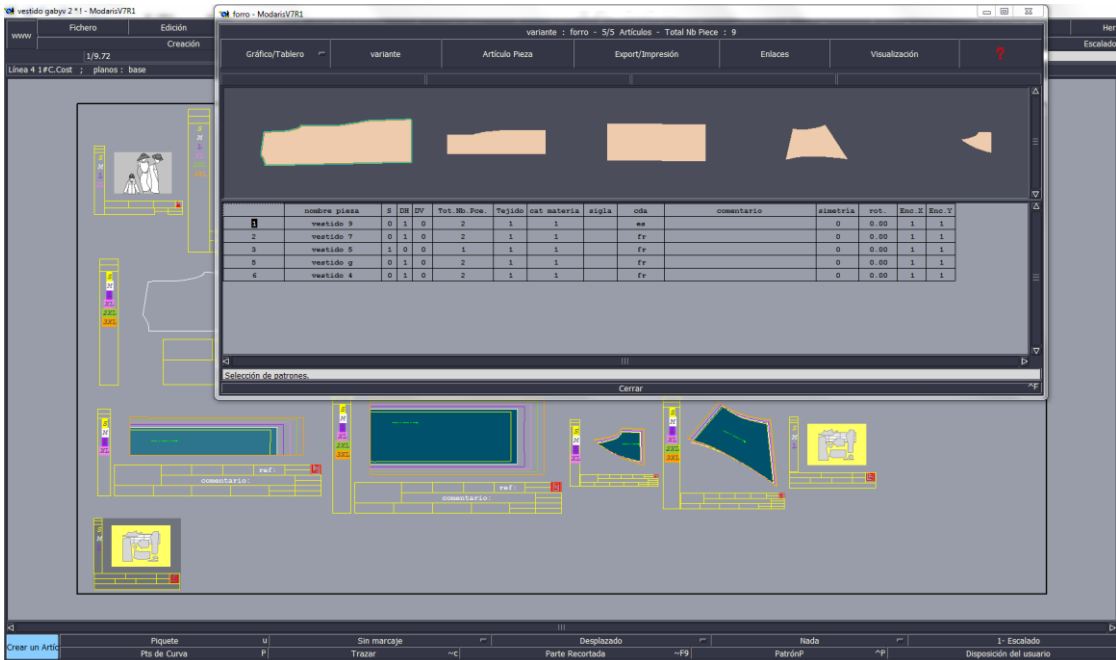 vestido gabyv 2 * ! - ModarisV7R1
Fichero Edición Her
Creación Escalado
1/9.72
Línea 4 1#C.Cost ; planos : base
forro - ModarisV7R1
variante : forro - 5/5 Artículos - Total Nb Piece : 9
Gráfico/Tablero variante Artículo Pieza Export/Impresión Enlaces Visualización ?
nombre pieza S DH DV Tot.Nb.Pce. Tejido cat materia sigla cda comentario simetria rot. Enc.X Enc.Y
1 vestido 9 0 1 0 2 1 1 es 0 0.00 1 1
2 vestido 7 0 1 0 2 1 1 fr 0 0.00 1 1
3 vestido 5 1 0 0 1 1 1 fr 0 0.00 1 1
5 vestido g 0 1 0 2 1 1 fr 0 0.00 1 1
6 vestido 4 0 1 0 2 1 1 fr 0 0.00 1 1
Selección de patrones.
Cerrar ^F
S
M
XL
2XL
3XL
ref:
comentario:
ref:
comentario:
Crear un Artíc
Piquete u Sin marcaje Desplazado Nada 1- Escalado
Pts de Curva P Trazar ~c Parte Recortada ~F9 PatrónP ^P Disposición del usuario